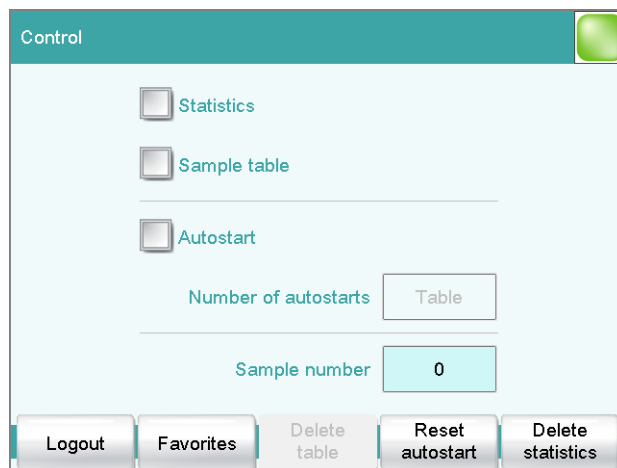 Control
Statistics
Sample table
Autostart
Number of autostarts Table
Sample number 0
Logout Favorites Delete table Reset autostart Delete statistics